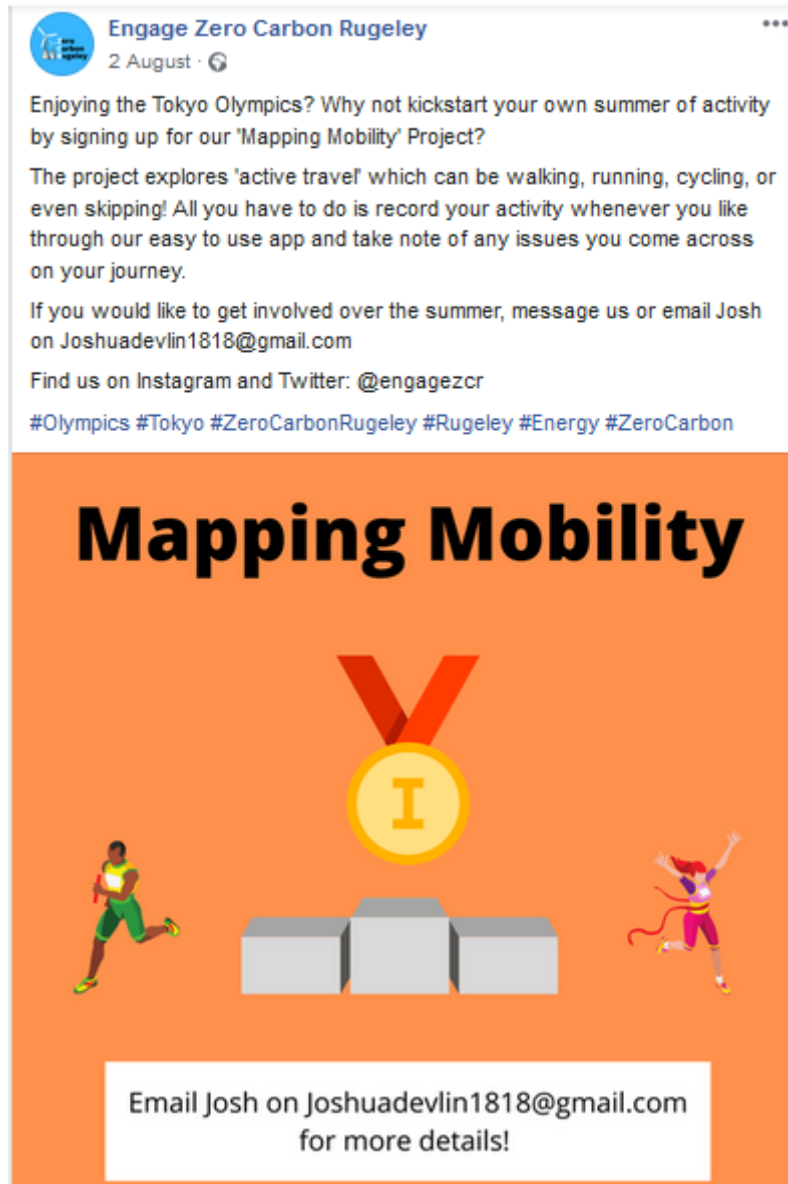 Engage Zero Carbon Rugeley
2 August ·
Enjoying the Tokyo Olympics? Why not kickstart your own summer of activity
by signing up for our 'Mapping Mobility' Project?
The project explores 'active travel' which can be walking, running, cycling, or
even skipping! All you have to do is record your activity whenever you like
through our easy to use app and take note of any issues you come across
on your journey.
If you would like to get involved over the summer, message us or email Josh
on Joshuadevlin1818@gmail.com
Find us on Instagram and Twitter: @engagezcr
#Olympics #Tokyo #ZeroCarbonRugeley #Rugeley #Energy #ZeroCarbon
Mapping Mobility
I
Email Josh on Joshuadevlin1818@gmail.com
for more details!